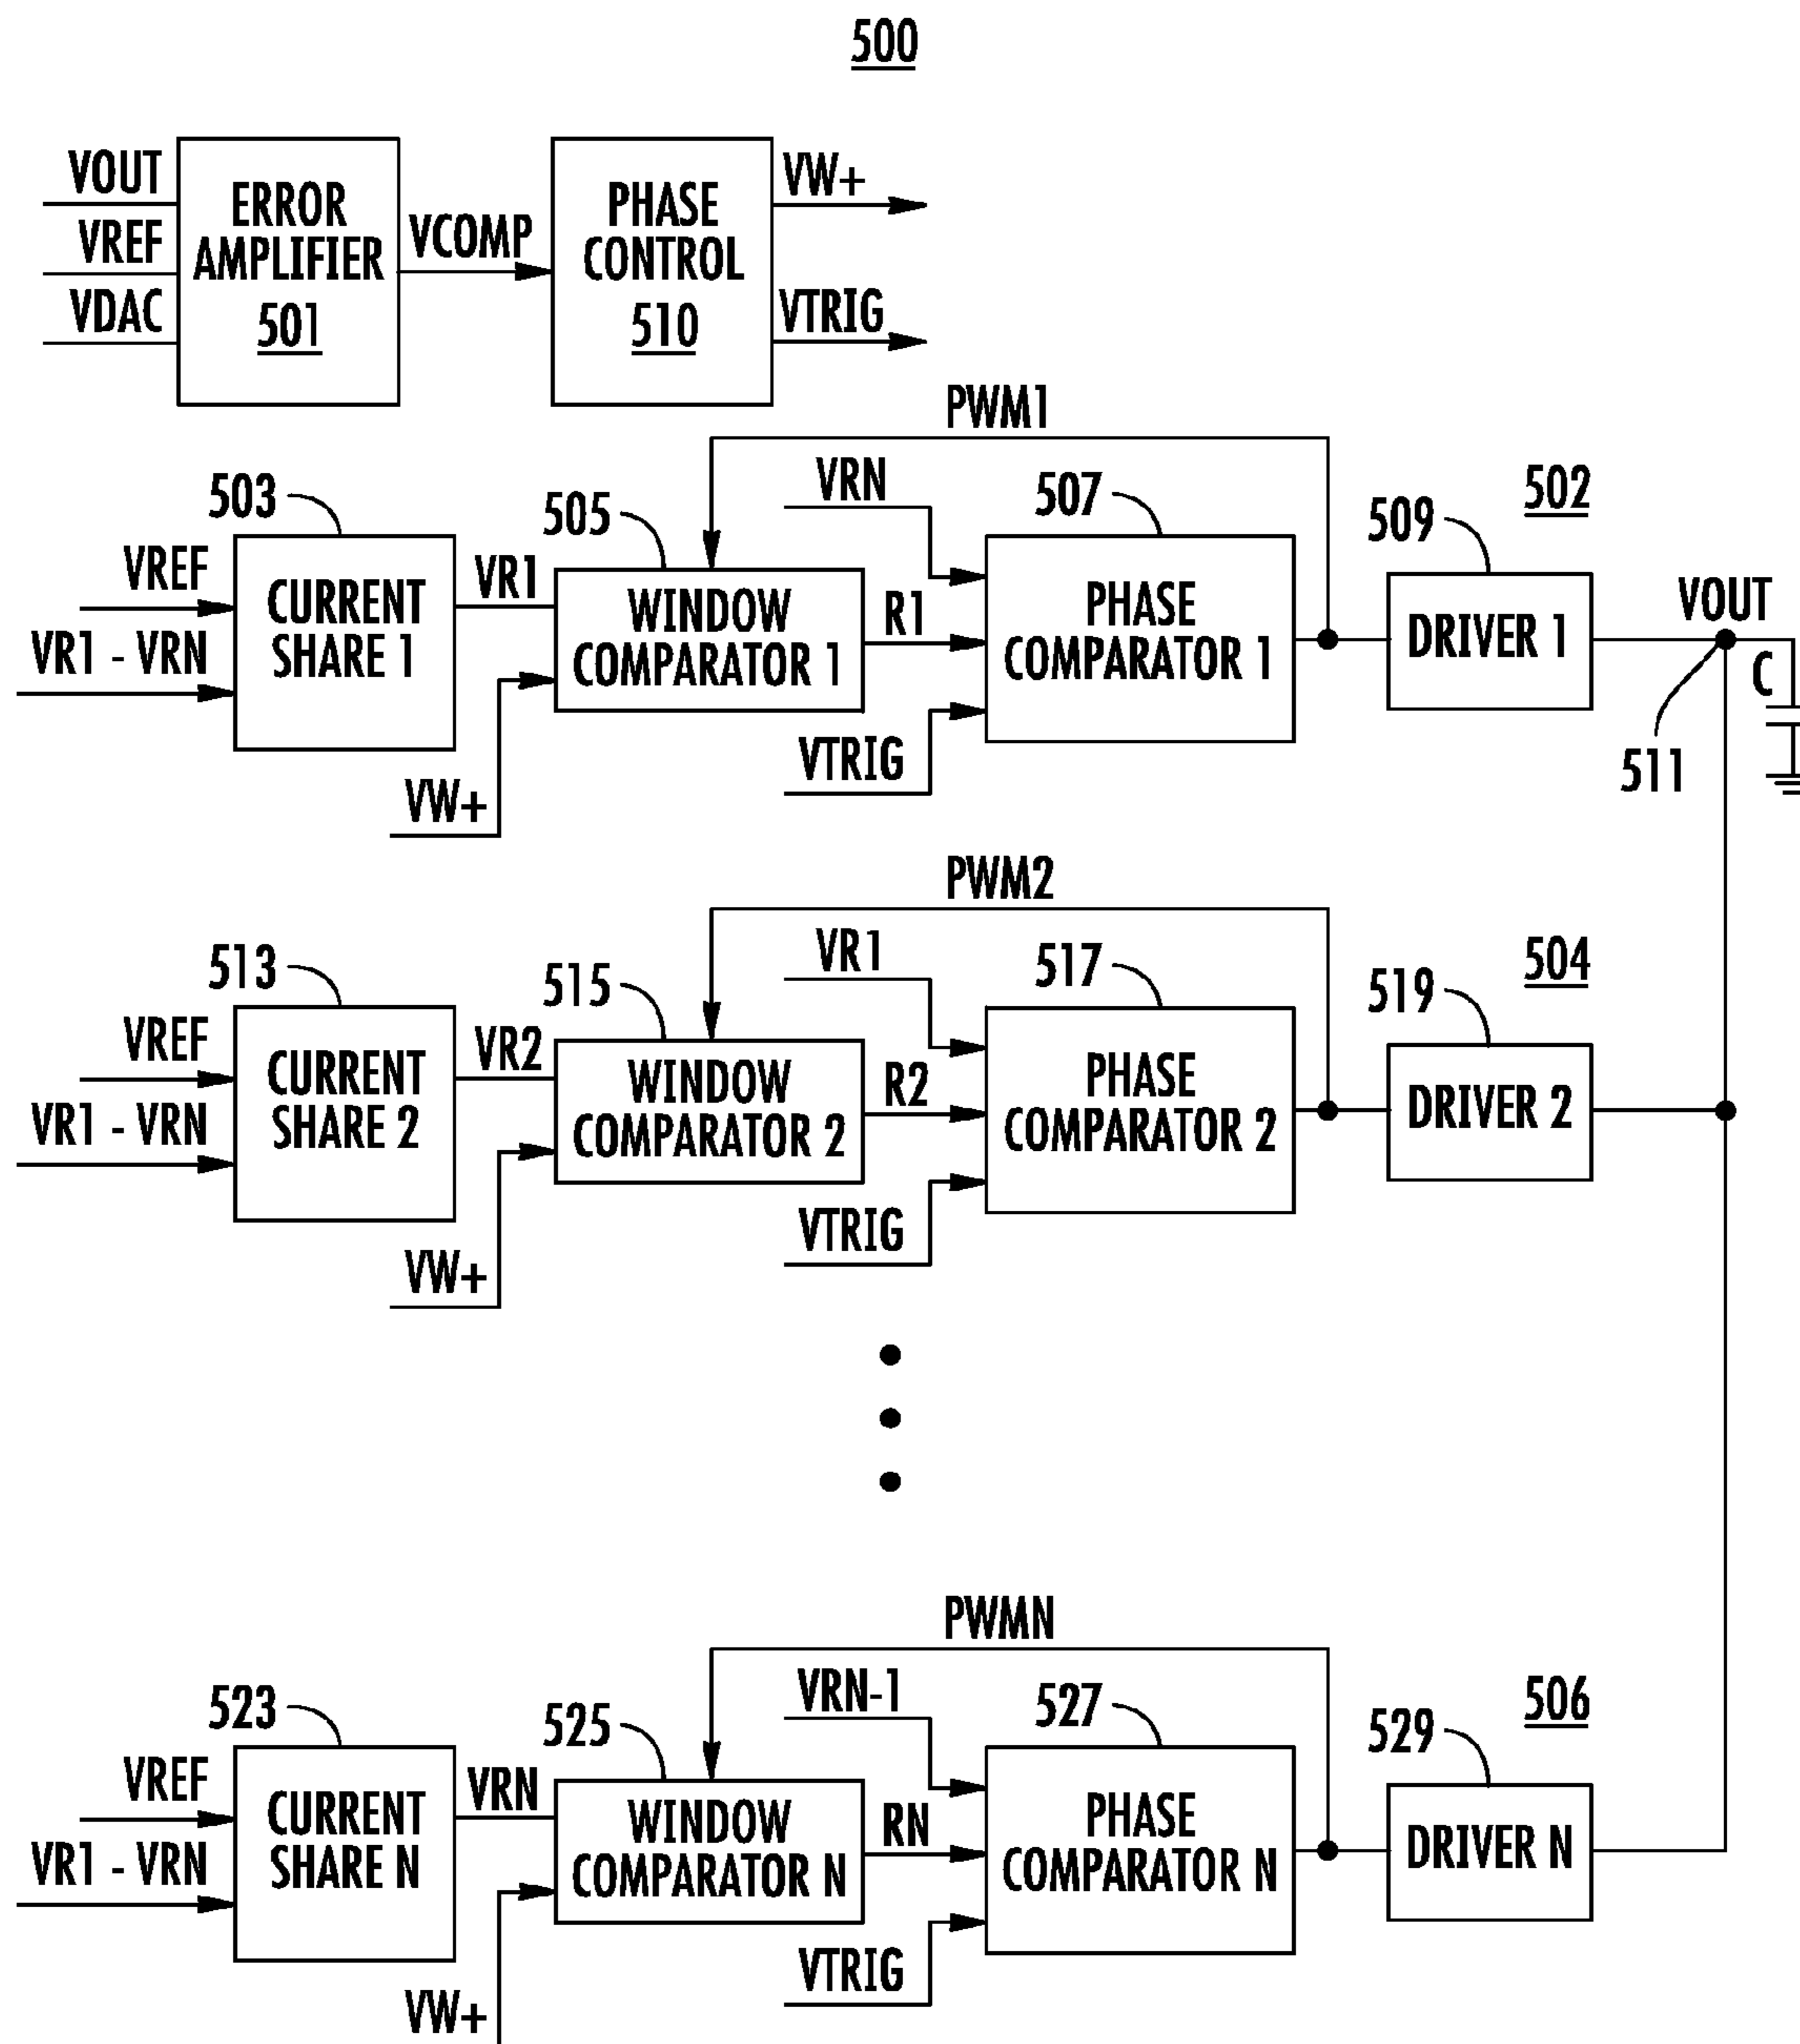 500
VOUT
VREF
VDAC
ERROR
AMPLIFIER
501
VCOMP
PHASE
CONTROL
510
VW+
VTRIG
PWM1
503
505
VRN
507
502
509
VREF
VR1 - VRN
CURRENT
SHARE 1
VR1
WINDOW
COMPARATOR 1
R1
PHASE
COMPARATOR 1
DRIVER 1
VOUT
C
511
VTRIG
VW+
PWM2
513
515
VR1
517
504
519
VREF
VR1 - VRN
CURRENT
SHARE 2
VR2
WINDOW
COMPARATOR 2
R2
PHASE
COMPARATOR 2
DRIVER 2
VTRIG
VW+
PWMN
523
525
VRN-1
527
506
529
VREF
VR1 - VRN
CURRENT
SHARE N
VRN
WINDOW
COMPARATOR N
RN
PHASE
COMPARATOR N
DRIVER N
VTRIG
VW+